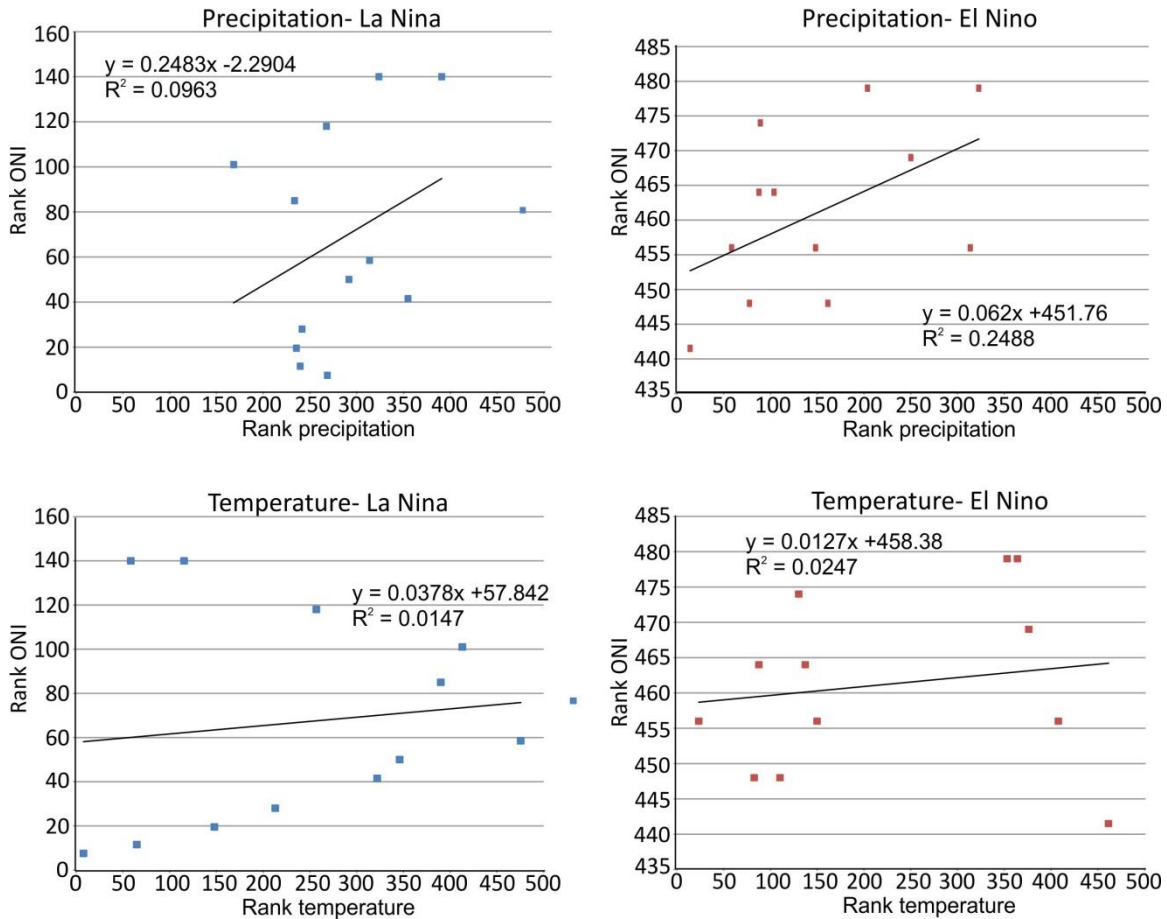 Precipitation- La Nina
y = 0.2483x -2.2904
R² = 0.0963
Rank ONI
160
140
120
100
80
60
40
20
0
0 50 100 150 200 250 300 350 400 450 500
Rank precipitation
Precipitation- El Nino
y = 0.062x +451.76
R² = 0.2488
Rank ONI
485
480
475
470
465
460
455
450
445
440
435
0 50 100 150 200 250 300 350 400 450 500
Rank precipitation
Temperature- La Nina
y = 0.0378x +57.842
R² = 0.0147
Rank ONI
160
140
120
100
80
60
40
20
0
0 50 100 150 200 250 300 350 400 450 500
Rank temperature
Temperature- El Nino
y = 0.0127x +458.38
R² = 0.0247
Rank ONI
485
480
475
470
465
460
455
450
445
440
435
0 50 100 150 200 250 300 350 400 450 500
Rank temperature